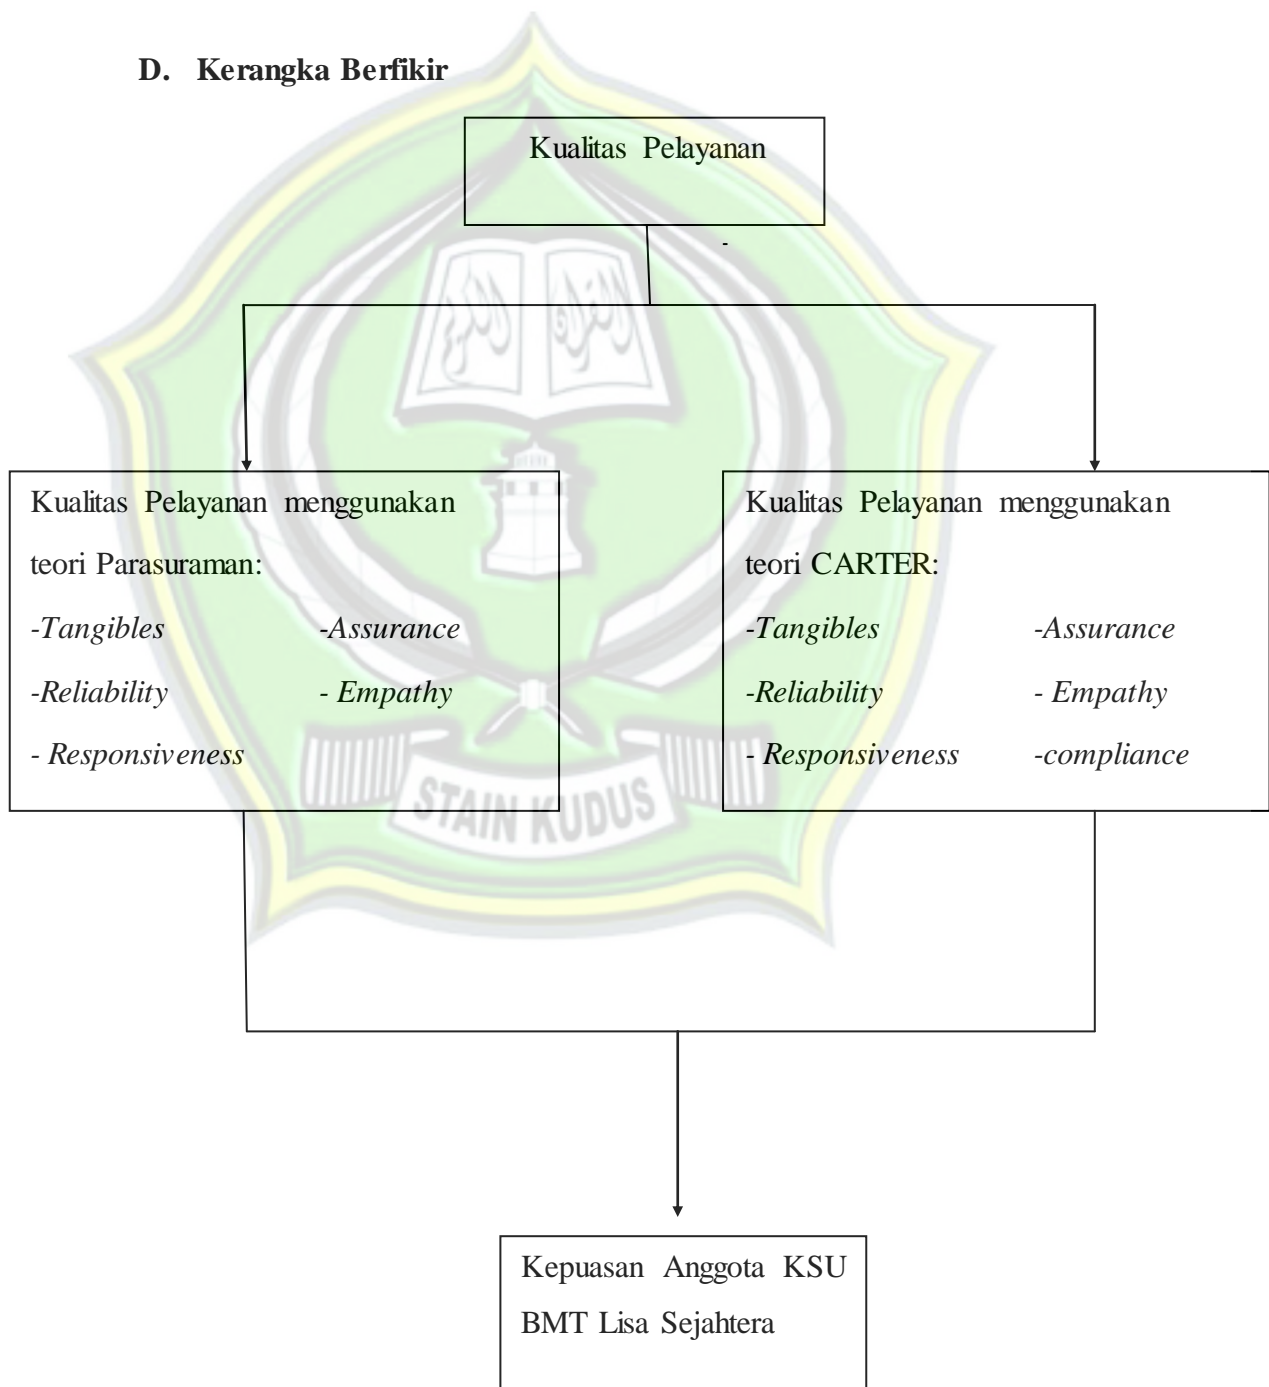 D. Kerangka Berfikir
Kualitas Pelayanan
-
Kualitas Pelayanan menggunakan
teori Parasuraman:
-Tangibles -Assurance
-Reliability - Empathy
- Responsiveness
Kualitas Pelayanan menggunakan
teori CARTER:
-Tangibles -Assurance
-Reliability - Empathy
- Responsiveness -compliance
STAIN KUDUS
Kepuasan Anggota KSU
BMT Lisa Sejahtera